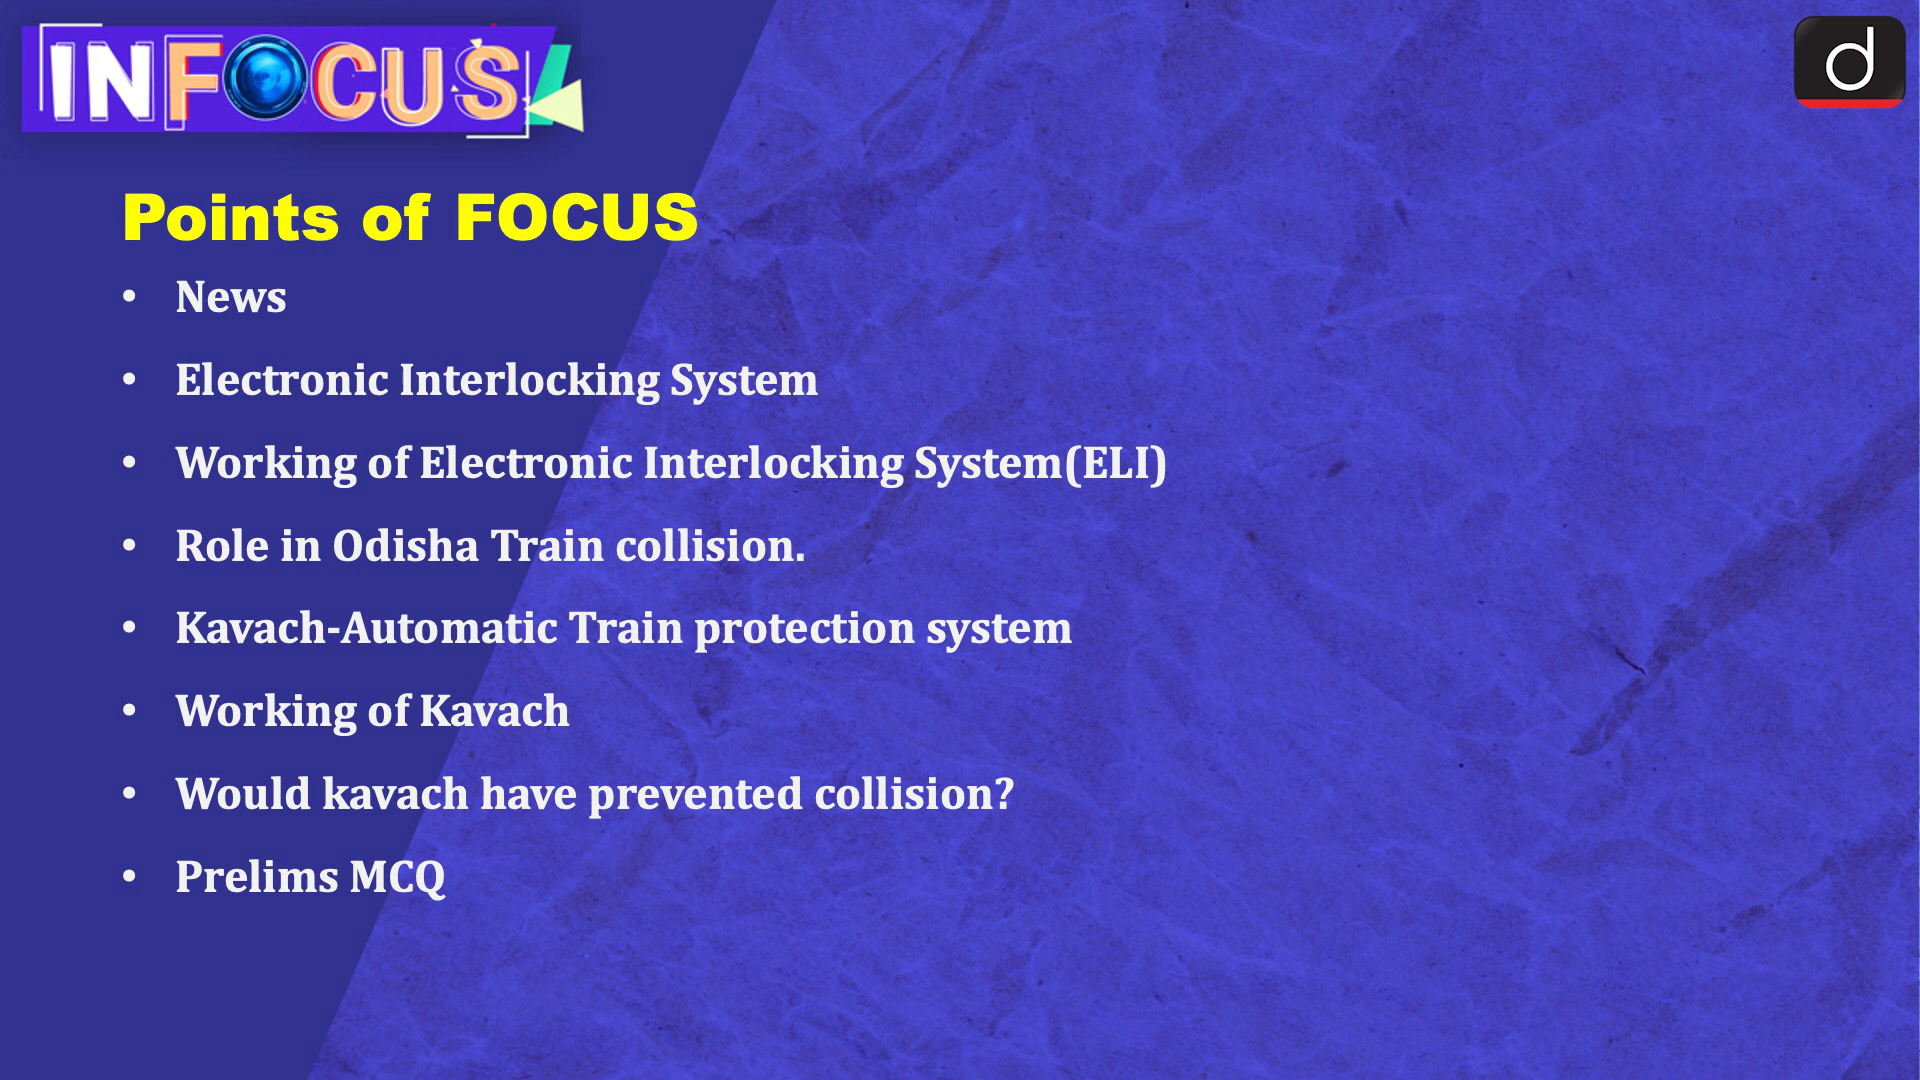 INFOCUS
d
Points of FOCUS
• News
• Electronic Interlocking System
• Working of Electronic Interlocking System(ELI)
• Role in Odisha Train collision.
• Kavach-Automatic Train protection system
• Working of Kavach
• Would kavach have prevented collision?
• Prelims MCQ